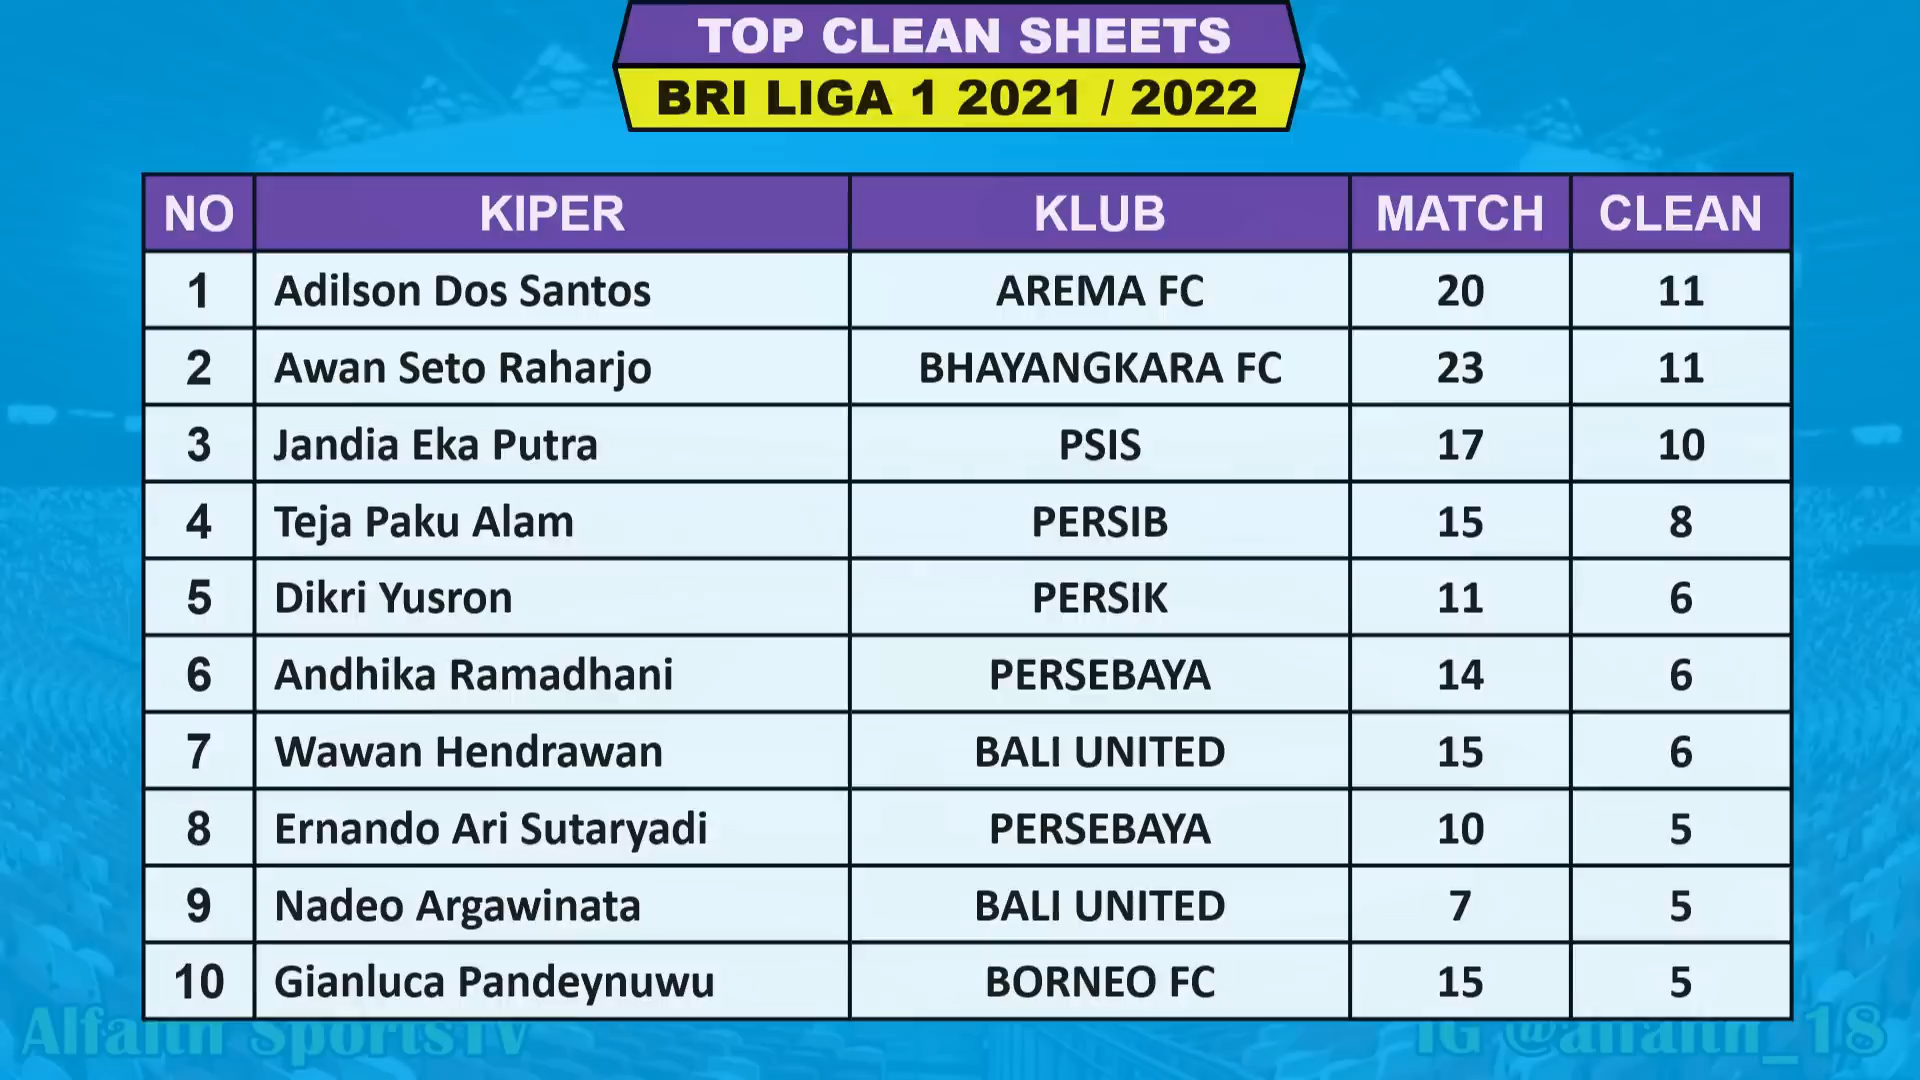 TOP CLEAN SHEETS
BRI LIGA 1 2021 / 2022
NO KIPER KLUB MATCH CLEAN
1 Adilson Dos Santos AREMA FC 20 11
2 Awan Seto Raharjo BHAYANGKARA FC 23 11
3 Jandia Eka Putra PSIS 17 10
4 Teja Paku Alam PERSIB 15 8
5 Dikri Yusron PERSIK 11 6
6 Andhika Ramadhani PERSEBAYA 14 6
7 Wawan Hendrawan BALI UNITED 15 6
8 Ernando Ari Sutaryadi PERSEBAYA 10 5
9 Nadeo Argawinata BALI UNITED 7 5
10 Gianluca Pandeynuwu BORNEO FC 15 5
Alfaith SportsTv IG @alfaith_18